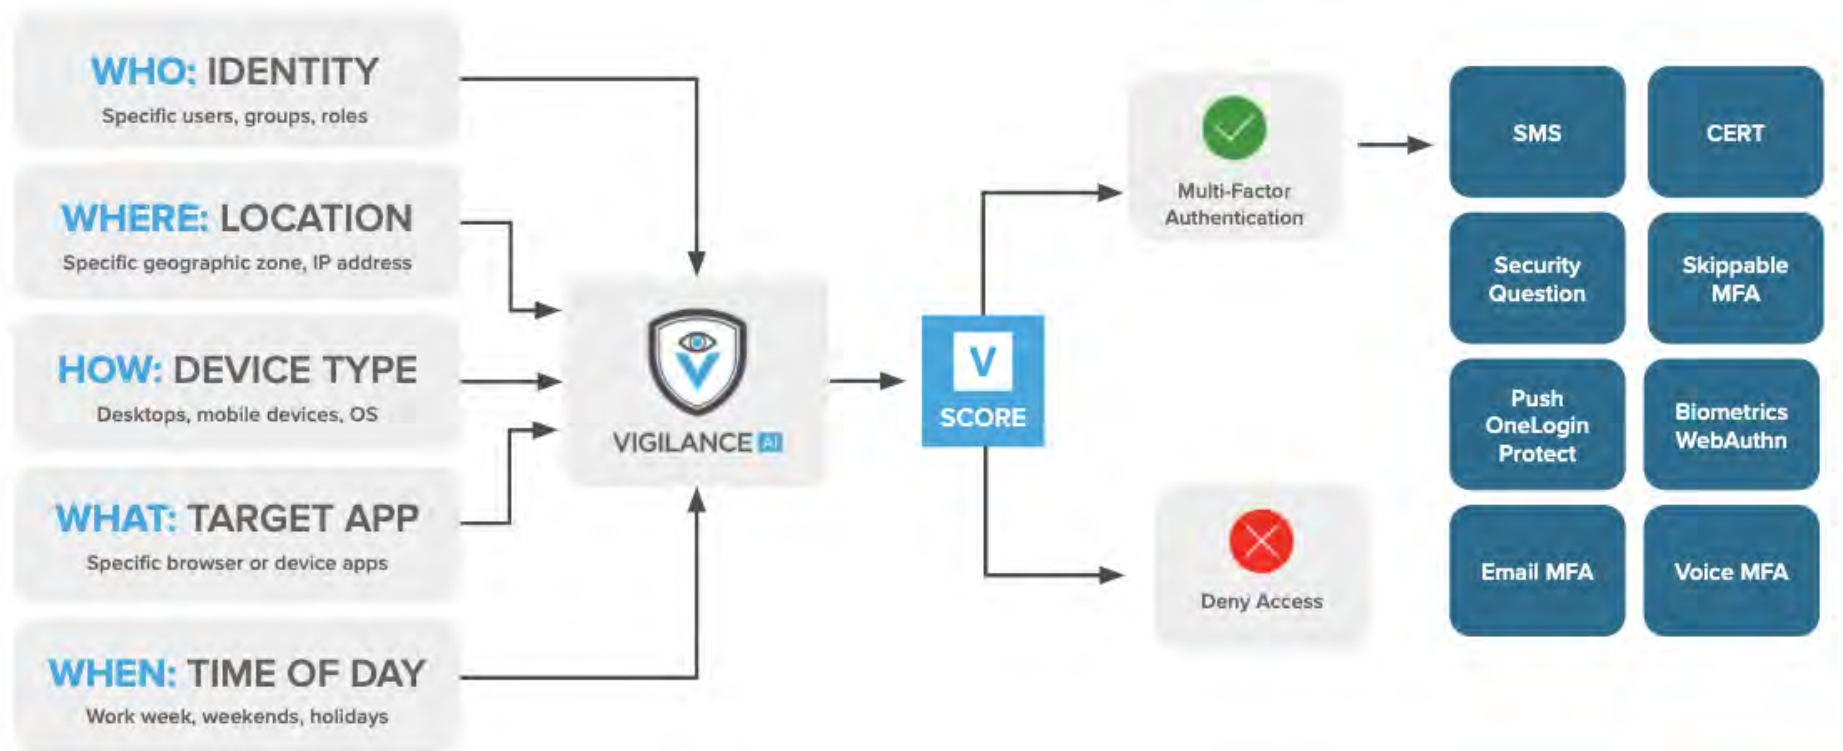 WHO: IDENTITY
Specific users, groups, roles
WHERE: LOCATION
Specific geographic zone, IP address
HOW: DEVICE TYPE
Desktops, mobile devices, OS
WHAT: TARGET APP
Specific browser or device apps
WHEN: TIME OF DAY
Work week, weekends, holidays
V
VIGILANCE AI
V
SCORE
Multi-Factor
Authentication
Deny Access
SMS
CERT
Security
Question
Skippable
MFA
Push
OneLogin
Protect
Biometrics
WebAuthn
Email MFA
Voice MFA